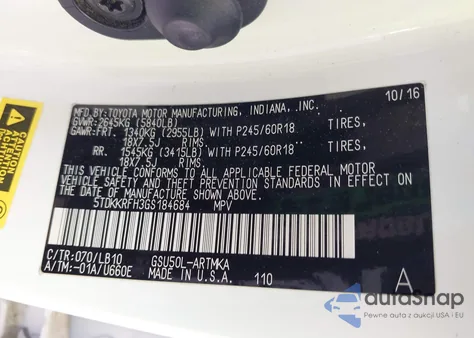 10/16
MFD.BY:TOYOTA MOTOR MANUFACTURING, INDIANA, INC.
GVWR:2645KG (5840LB)
GAWR:FRT. 1340KG (2955LB) WITH P245/60R18 TIRES,
18X7.5J RIMS.
RR. 1545KG (3415LB) WITH P245/60R18 TIRES,
18X7.5J RIMS.
THIS VEHICLE CONFORMS TO ALL APPLICABLE FEDERAL MOTOR
VEHICLE SAFETY AND THEFT PREVENTION STANDARDS IN EFFECT ON
THE DATE OF MANUFACTURE SHOWN ABOVE.
5TDKKRFH3GS184684 MPV
C/TR:070/LB10 GSU50L-ARTMKA A
A/TM:-01A/U660E MADE IN U.S.A. 110
CAUTION
autosnap
Pewne auta z aukcji USA i EU